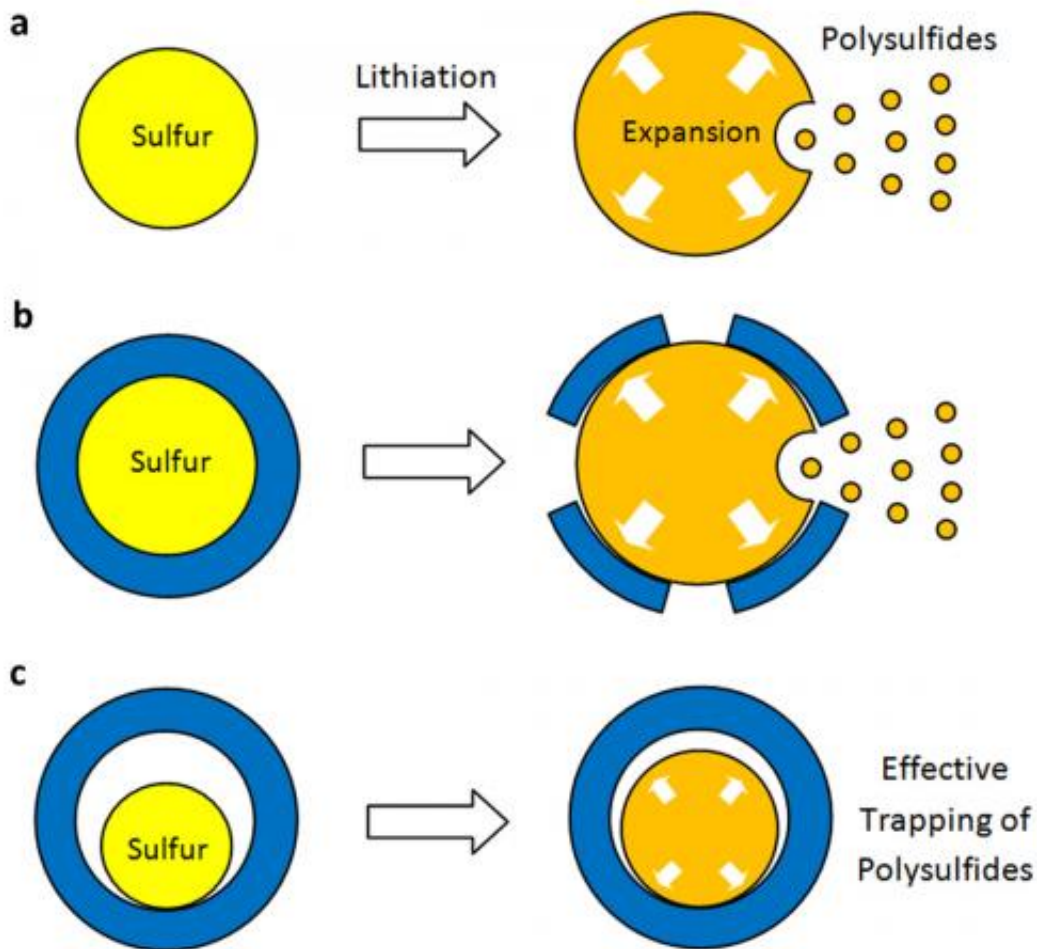 a
Sulfur
Lithiation
Expansion
Polysulfides
b
Sulfur
c
Sulfur
Effective
Trapping of
Polysulfides